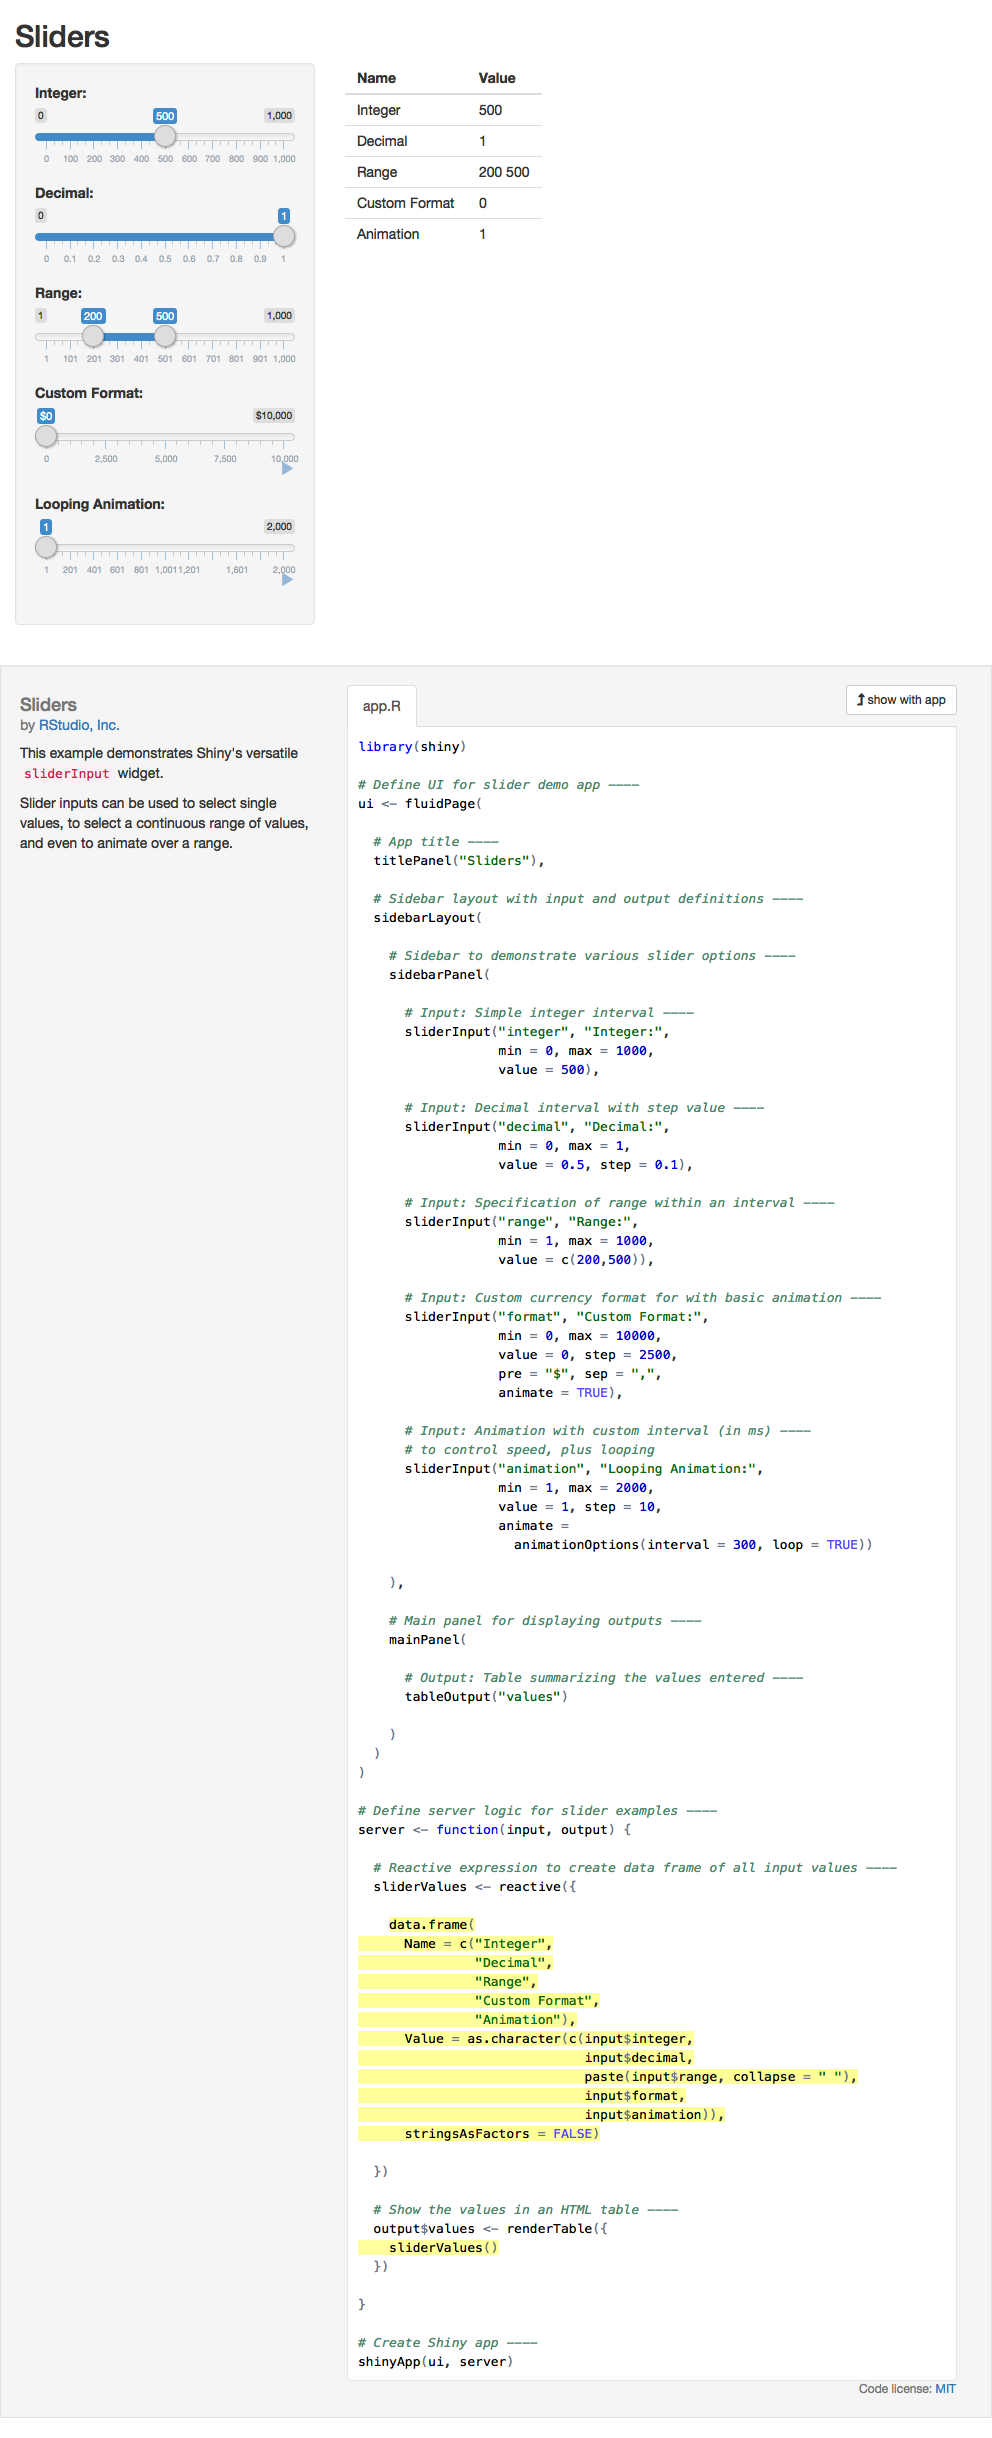 Sliders
Integer:
0 500 1,000
0 100 200 300 400 500 600 700 800 900 1,000
Decimal:
0 1
0 0.1 0.2 0.3 0.4 0.5 0.6 0.7 0.8 0.9 1
Range:
1 200 500 1,000
1 101 201 301 401 501 601 701 801 901 1,000
Custom Format:
$0 $10,000
0 2,500 5,000 7,500 10,000
Looping Animation:
1 2,000
1 201 401 601 801 1,001 1,201 1,601 2,000
Name Value
Integer 500
Decimal 1
Range 200 500
Custom Format 0
Animation 1
Sliders
by RStudio, Inc.
This example demonstrates Shiny's versatile
sliderInput widget.
Slider inputs can be used to select single
values, to select a continuous range of values,
and even to animate over a range.
app.R
show with app
library(shiny)
# Define UI for slider demo app ----
ui <- fluidPage(
# App title ----
titlePanel("Sliders"),
# Sidebar layout with input and output definitions ----
sidebarLayout(
# Sidebar to demonstrate various slider options ----
sidebarPanel(
# Input: Simple integer interval ----
sliderInput("integer", "Integer:",
min = 0, max = 1000,
value = 500),
# Input: Decimal interval with step value ----
sliderInput("decimal", "Decimal:",
min = 0, max = 1,
value = 0.5, step = 0.1),
# Input: Specification of range within an interval ----
sliderInput("range", "Range:",
min = 1, max = 1000,
value = c(200,500)),
# Input: Custom currency format for with basic animation ----
sliderInput("format", "Custom Format:",
min = 0, max = 10000,
value = 0, step = 2500,
pre = "$", sep = ",",
animate = TRUE),
# Input: Animation with custom interval (in ms) ----
# to control speed, plus looping
sliderInput("animation", "Looping Animation:",
min = 1, max = 2000,
value = 1, step = 10,
animate =
animationOptions(interval = 300, loop = TRUE))
),
# Main panel for displaying outputs ----
mainPanel(
# Output: Table summarizing the values entered ----
tableOutput("values")
)
)
)
# Define server logic for slider examples ----
server <- function(input, output) {
# Reactive expression to create data frame of all input values ----
sliderValues <- reactive({
data.frame(
Name = c("Integer",
"Decimal",
"Range",
"Custom Format",
"Animation"),
Value = as.character(c(input$integer,
input$decimal,
paste(input$range, collapse = " "),
input$format,
input$animation)),
stringsAsFactors = FALSE)
})
# Show the values in an HTML table ----
output$values <- renderTable({
sliderValues()
})
}
# Create Shiny app ----
shinyApp(ui, server)
Code license: MIT